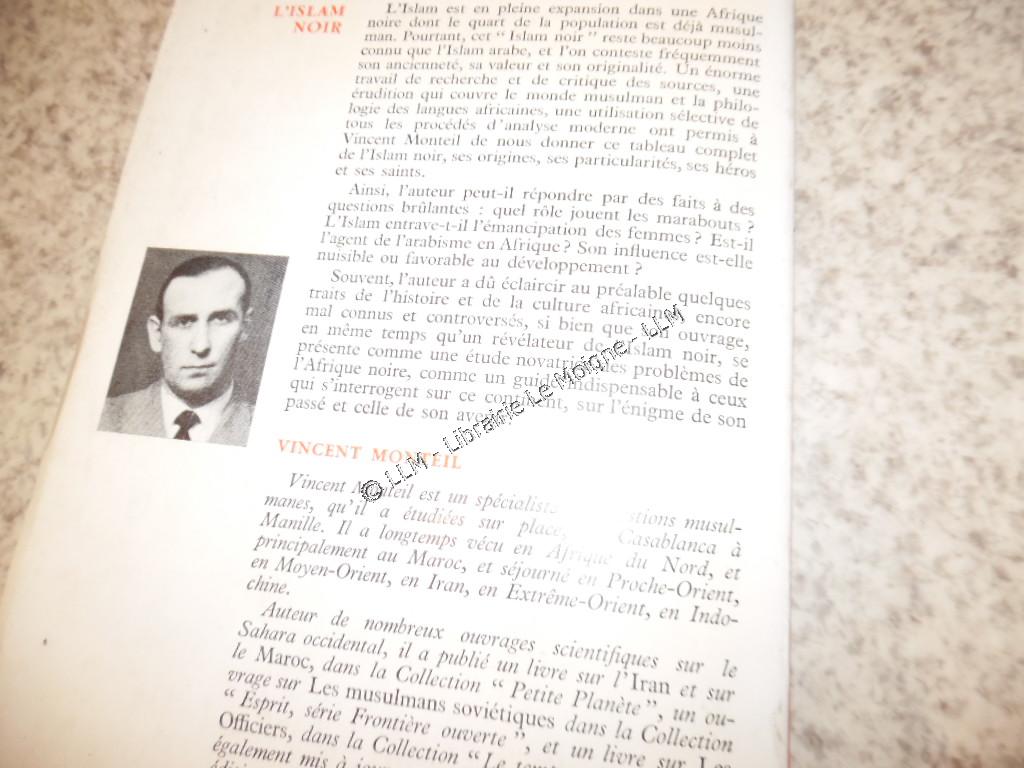 L'ISLAM
NOIR
L'Islam est en pleine expansion dans une Afrique
noire dont le quart de la population est déjà musul-
man. Pourtant, cet " Islam noir " reste beaucoup moins
connu que l'Islam arabe, et l'on conteste fréquemment
son ancienneté, sa valeur et son originalité. Un énorme
travail de recherche et de critique des sources, une
érudition qui couvre le monde musulman et la philo-
logie des langues africaines, une utilisation sélective de
tous les procédés d'analyse moderne ont permis à
Vincent Monteil de nous donner ce tableau complet
de l'Islam noir, ses origines, ses particularités, ses héros
et ses saints.
Ainsi, l'auteur peut-il répondre par des faits à des
questions brûlantes : quel rôle jouent les marabouts ?
L'Islam entrave-t-il l'émancipation des femmes ? Est-il
l'agent de l'arabisme en Afrique ? Son influence est-elle
nuisible ou favorable au développement ?
Souvent, l'auteur a dû éclaircir au préalable quelques
traits de l'histoire et de la culture africaines encore
mal connus et controversés, si bien que son ouvrage,
en même temps qu'un révélateur de l'Islam noir, se
présente comme une étude novatrice des problèmes de
l'Afrique noire, comme un guide indispensable à ceux
qui s'interrogent sur ce continent, sur l'énigme de son
passé et celle de son avenir.
VINCENT MONTEIL
Vincent Monteil est un spécialiste stions musul-
manes, qu'il a étudiées sur place, Casablanca à
Manille. Il a longtemps vécu en Afrique du Nord, et
principalement au Maroc, et séjourné en Proche-Orient,
en Moyen-Orient, en Iran, en Extrême-Orient, en Indo-
chine.
Auteur de nombreux ouvrages scientifiques sur le
Sahara occidental, il a publié un livre sur l'Iran et sur
le Maroc, dans la Collection " Petite Planète ", un ou-
vrage sur Les musulmans soviétiques dans la Collection
" Esprit, série Frontière ouverte ", et un livre sur Les
Officiers, dans la Collection " Le
également mis à
© LLM - Librairie Le Moigne - LLM